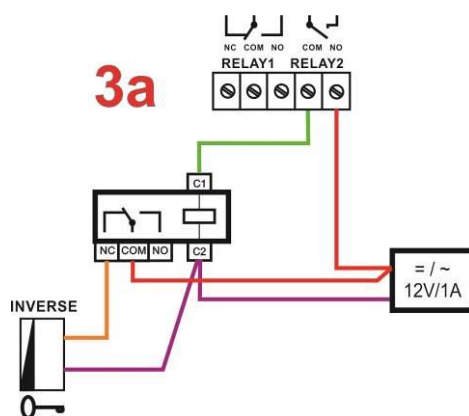 NC COM NO COM NO
RELAY1 RELAY2
3a
C1
NC COM NO C2
= / ~
12V/1A
INVERSE